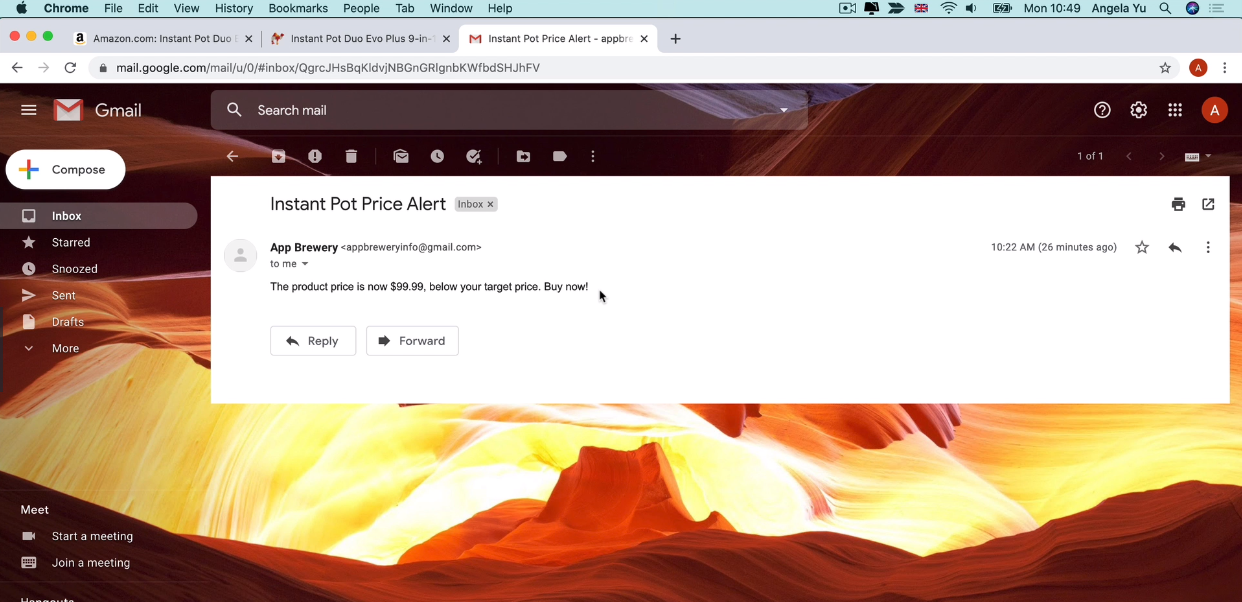 Chrome File Edit View History Bookmarks People Tab Window Help Mon 10:49 Angela Yu
Amazon.com: Instant Pot Duo Instant Pot Duo Evo Plus 9-in- Instant Pot Price Alert - appbre
mail.google.com/mail/u/0/#inbox/QgrcJHsBqKldvjNBGnGRlgnbKWfbdSHJhFV A
Gmail Search mail A
1 of 1
Compose
Instant Pot Price Alert Inbox ×
Inbox
Starred
Snoozed
Sent
Drafts
More
App Brewery <appbreweryinfo@gmail.com> 10:22 AM (26 minutes ago)
to me
The product price is now $99.99, below your target price. Buy now!
Reply Forward
Meet
Start a meeting
Join a meeting
Hangouts